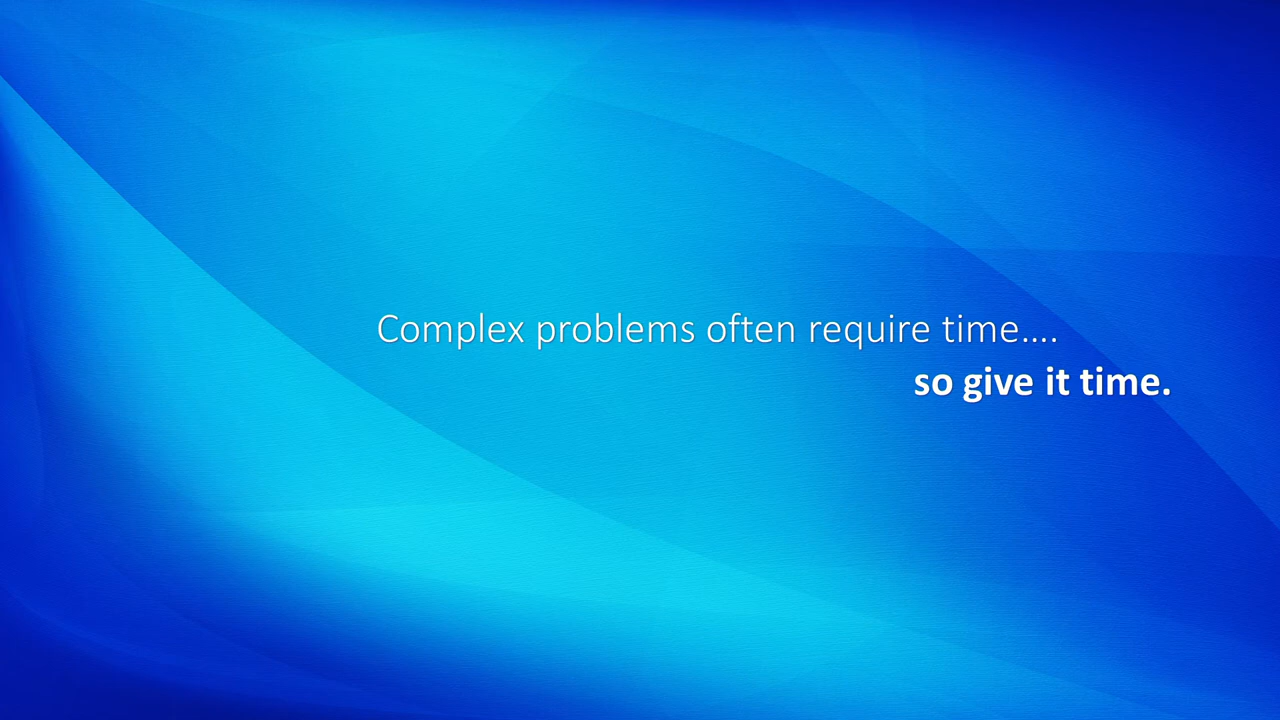 Complex problems often require time....
so give it time.